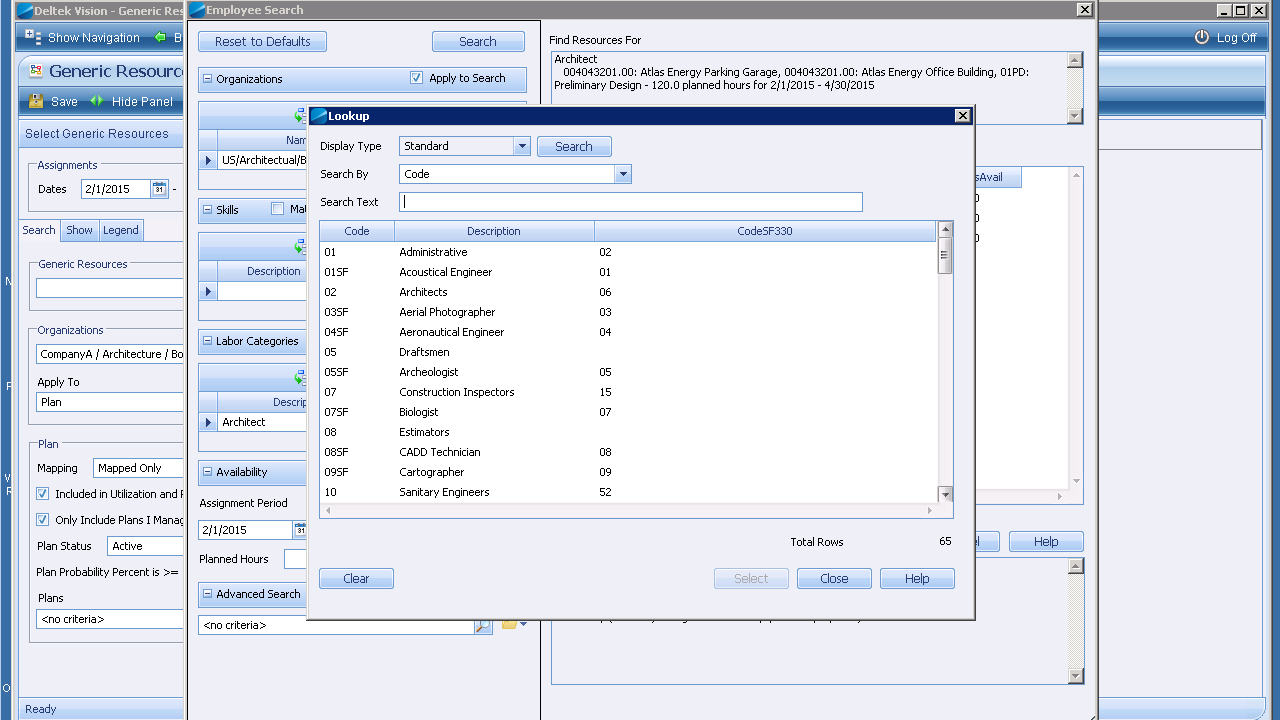 Deltek Vision - Generic Res
Employee Search
Show Navigation
B
Log Off
Generic Resourc
Save
Hide Panel
Select Generic Resources
Assignments
Dates
2/1/2015
31
-
Search
Show
Legend
Generic Resources
Organizations
CompanyA / Architecture / Bo
Apply To
Plan
Plan
Mapping
Mapped Only
Included in Utilization and R
Only Include Plans I Manag
Plan Status
Active
Plan Probability Percent is >=
Plans
<no criteria>
Ready
Reset to Defaults
Search
Organizations
Apply to Search
Nam
US/Architectual/B
Skills
Mat
Description
Labor Categories
Descrip
Architect
Availability
Assignment Period
2/1/2015
31
Planned Hours
Advanced Search
<no criteria>
Find Resources For
Architect
004043201.00: Atlas Energy Parking Garage, 004043201.00: Atlas Energy Office Building, 01PD:
Preliminary Design - 120.0 planned hours for 2/1/2015 - 4/30/2015
sAvail
el
Help
Lookup
Display Type
Standard
Search
Search By
Code
Search Text
Code Description CodeSF330
01 Administrative 02
01SF Acoustical Engineer 01
02 Architects 06
03SF Aerial Photographer 03
04SF Aeronautical Engineer 04
05 Draftsmen
05SF Archeologist 05
07 Construction Inspectors 15
07SF Biologist 07
08 Estimators
08SF CADD Technician 08
09SF Cartographer 09
10 Sanitary Engineers 52
Total Rows 65
Clear
Select
Close
Help